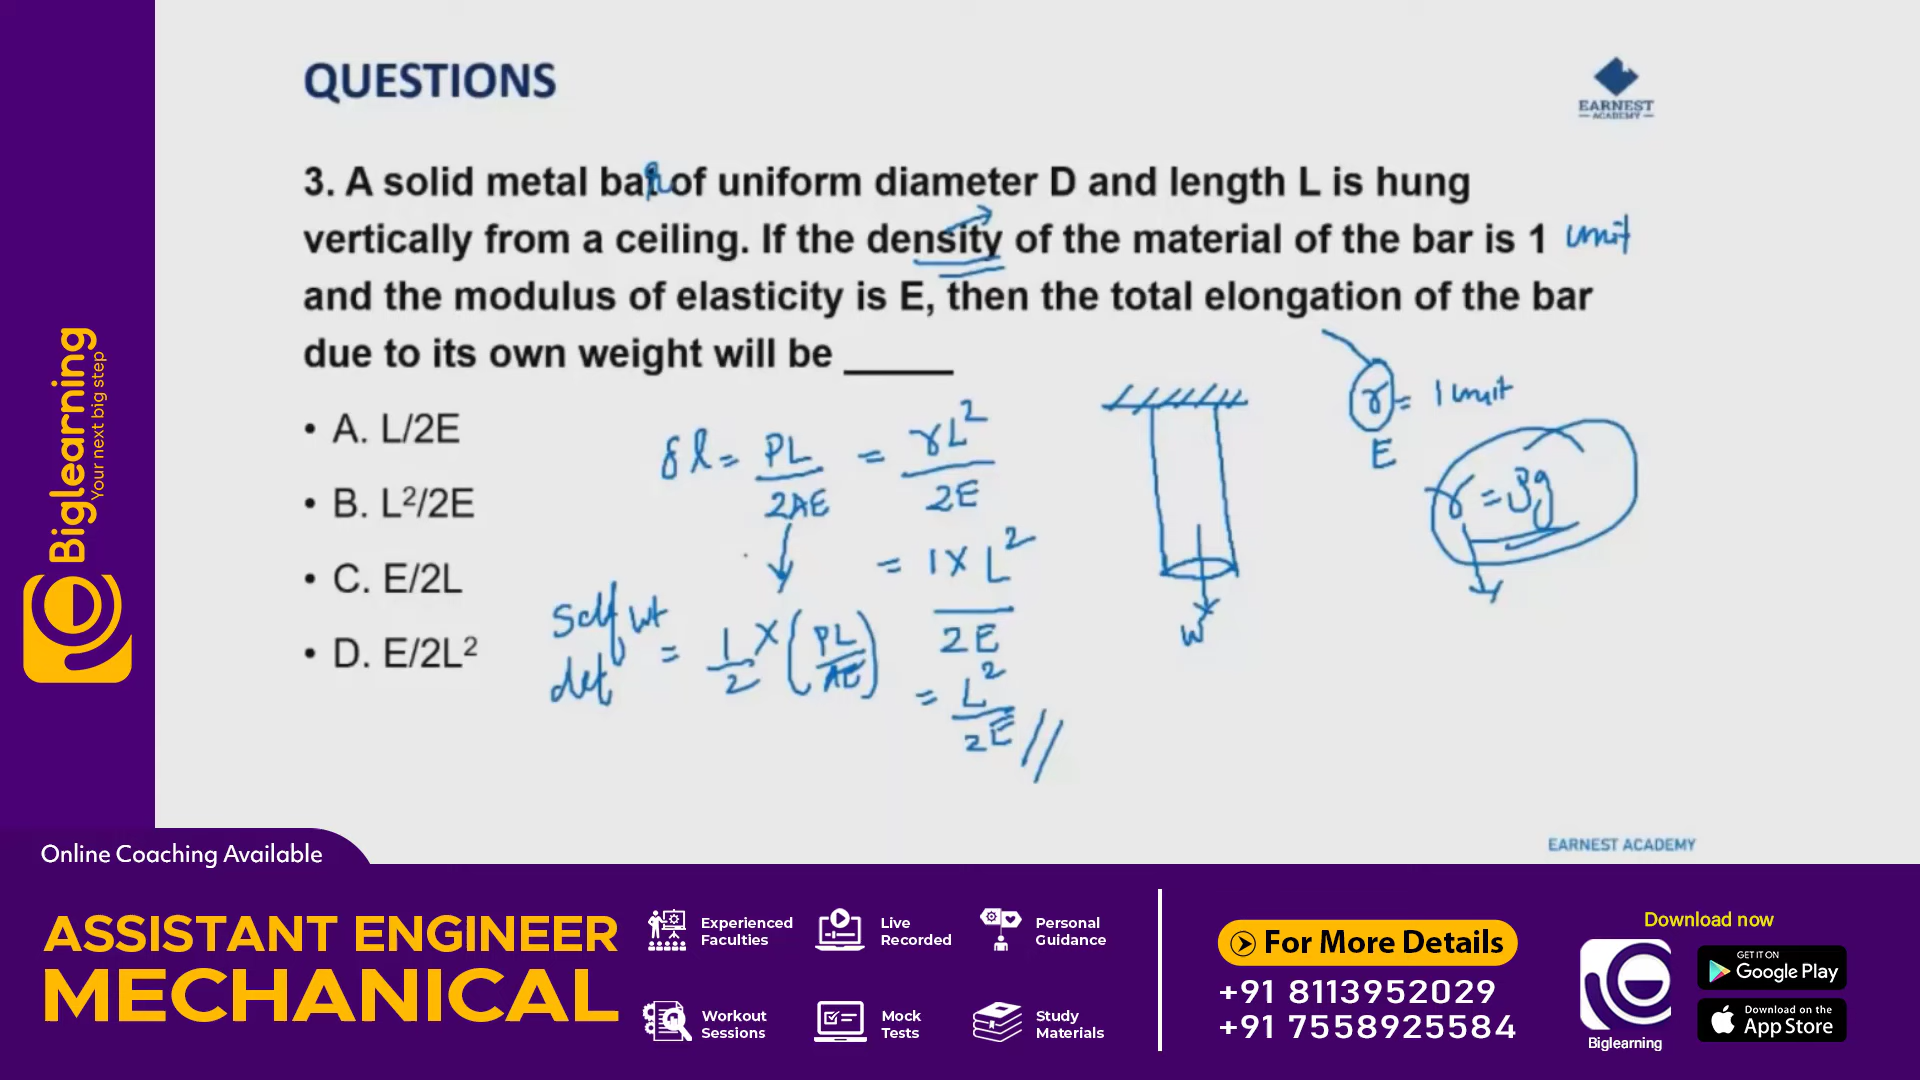 QUESTIONS
EARNEST
ACADEMY
3. A solid metal bar of uniform diameter D and length L is hung
vertically from a ceiling. If the density of the material of the bar is 1 unit
and the modulus of elasticity is E, then the total elongation of the bar
due to its own weight will be _____
• A. L/2E
• B. L²/2E
• C. E/2L
• D. E/2L²
δl = PL/2AE = γL²/2E
= 1 × L²/2E
Self wt
def = 1/2 × (PL/AE)
= L²/2E //
W
γ = 1 unit
E
γ = ρg
Biglearning
Your next big step
EARNEST ACADEMY
Online Coaching Available
ASSISTANT ENGINEER
MECHANICAL
Experienced
Faculties
Live
Recorded
Personal
Guidance
Workout
Sessions
Mock
Tests
Study
Materials
For More Details
+91 8113952029
+91 7558925584
Download now
Biglearning
GET IT ON
Google Play
Download on the
App Store